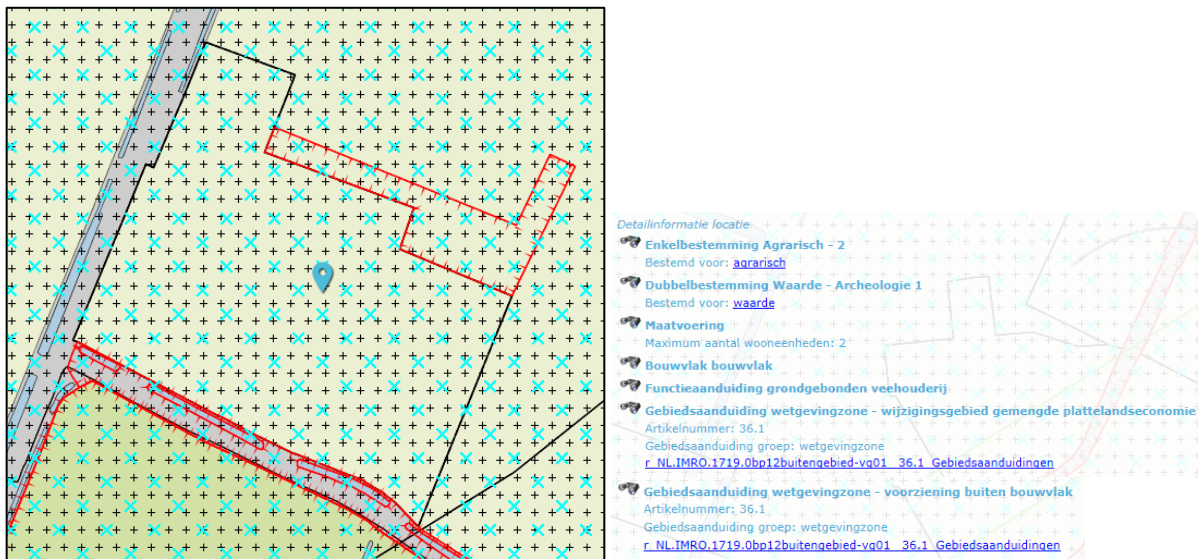 Detailinformatie locatie
Enkelbestemming Agrarisch - 2
Bestemd voor: agrarisch
Dubbelbestemming Waarde - Archeologie 1
Bestemd voor: waarde
Maatvoering
Maximum aantal wooneenheden: 2
Bouwvlak bouwvlak
Functieaanduiding grondgebonden veehouderij
Gebiedsaanduiding wetgevingzone - wijzigingsgebied gemengde plattelandseconomie
Artikelnummer: 36.1
Gebiedsaanduiding groep: wetgevingzone
r_NL.IMRO.1719.0bp12buitengebied-vg01__36.1_Gebiedsaanduidingen
Gebiedsaanduiding wetgevingzone - voorziening buiten bouwvlak
Artikelnummer: 36.1
Gebiedsaanduiding groep: wetgevingzone
r_NL.IMRO.1719.0bp12buitengebied-vg01__36.1_Gebiedsaanduidingen